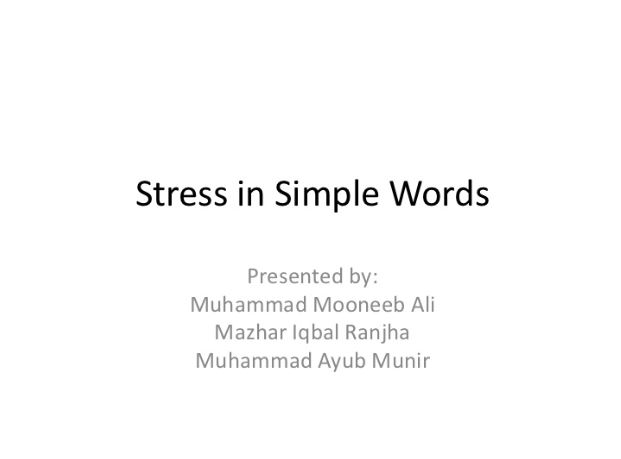 Stress in Simple Words
Presented by:
Muhammad Mooneeb Ali
Mazhar Iqbal Ranjha
Muhammad Ayub Munir